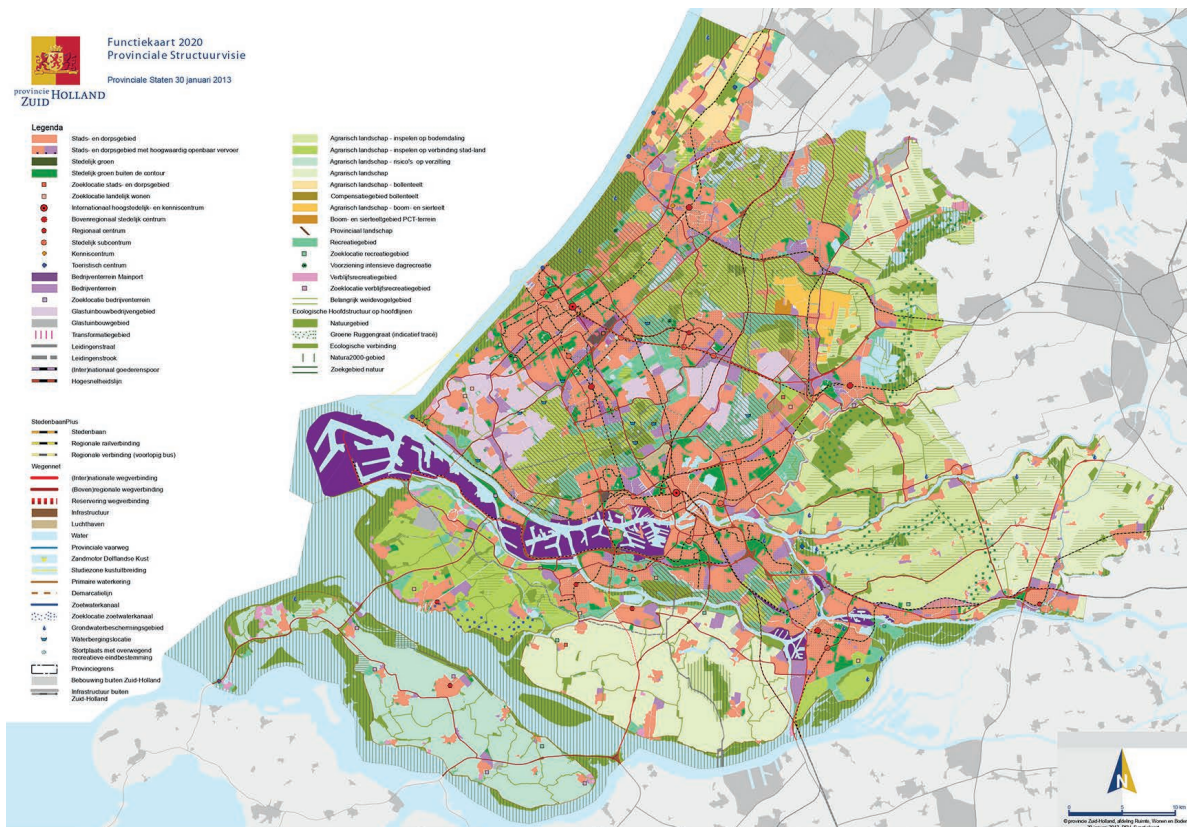 Functiekaart 2020
Provinciale Structuurvisie
Provinciale Staten 30 januari 2013
provincie
ZUID HOLLAND
Legenda
Stads- en dorpsgebied
Stads- en dorpsgebied met hoogwaardig openbaar vervoer
Stedelijk groen
Stedelijk groen buiten de contour
Zoeklocatie stads- en dorpsgebied
Zoeklocatie landelijk wonen
Internationaal hoogstedelijk- en kenniscentrum
Bovenregionaal stedelijk centrum
Regionaal centrum
Stedelijk subcentrum
Kenniscentrum
Toeristisch centrum
Bedrijventerrein Mainport
Bedrijventerrein
Zoeklocatie bedrijventerrein
Glastuinbouwbedrijvengebied
Glastuinbouwgebied
Transformatiegebied
Leidingenstraat
Leidingenstrook
(Inter)nationaal goederenspoor
Hogesnelheidslijn
StedenbaanPlus
Stedenbaan
Regionale railverbinding
Regionale verbinding (voorlopig bus)
Wegennet
(Inter)nationale wegverbinding
(Boven)regionale wegverbinding
Reservering wegverbinding
Infrastructuur
Luchthaven
Water
Provinciale vaarweg
Zandmotor Delflandse Kust
Studiezone kustuitbreiding
Primaire waterkering
Demarcatielijn
Zoetwaterkanaal
Zoeklocatie zoetwaterkanaal
Grondwaterbeschermingsgebied
Waterbergingslocatie
Stortplaats met overwegend
recreatieve eindbestemming
Provinciegrens
Bebouwing buiten Zuid-Holland
Infrastructuur buiten
Zuid-Holland
Agrarisch landschap - inspelen op bodemdaling
Agrarisch landschap - inspelen op verbinding stad-land
Agrarisch landschap - risico's op verzilting
Agrarisch landschap
Agrarisch landschap - bollenteelt
Compensatiegebied bollenteelt
Agrarisch landschap - boom- en sierteelt
Boom- en sierteeltgebied PCT-terrein
Provinciaal landschap
Recreatiegebied
Zoeklocatie recreatiegebied
Voorziening intensieve dagrecreatie
Verblijfsrecreatiegebied
Zoeklocatie verblijfsrecreatiegebied
Belangrijk weidevogelgebied
Ecologische Hoofdstructuur op hoofdlijnen
Natuurgebied
Groene Ruggengraat (indicatief tracé)
Ecologische verbinding
Natura2000-gebied
Zoekgebied natuur
N
0 5 10 km
© provincie Zuid-Holland, afdeling Ruimte, Wonen en Bodem